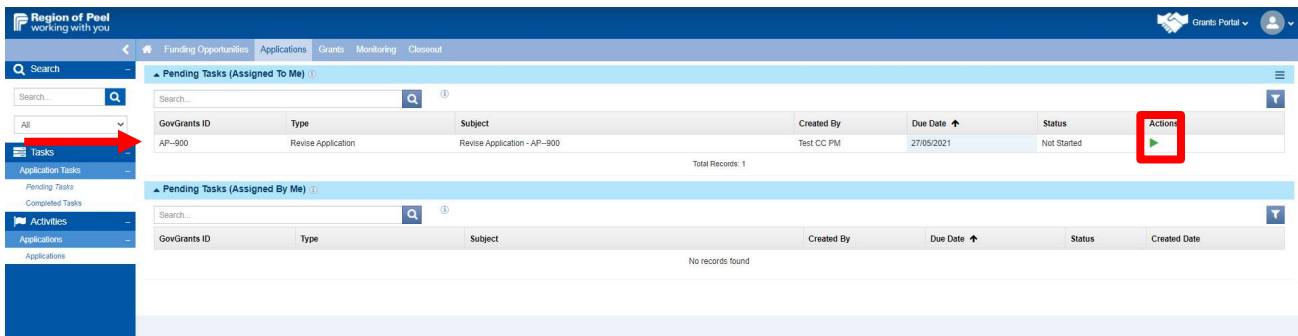 Region of Peel
working with you
Grants Portal
Funding Opportunities Applications Grants Monitoring Closeout
Search
Search...
All
Tasks
Application Tasks
Pending Tasks
Completed Tasks
Activities
Applications
Applications
Pending Tasks (Assigned To Me)
Search...
GovGrants ID Type Subject Created By Due Date Status Actions
AP--900 Revise Application Revise Application - AP--900 Test CC PM 27/05/2021 Not Started
Total Records: 1
Pending Tasks (Assigned By Me)
Search...
GovGrants ID Type Subject Created By Due Date Status Created Date
No records found